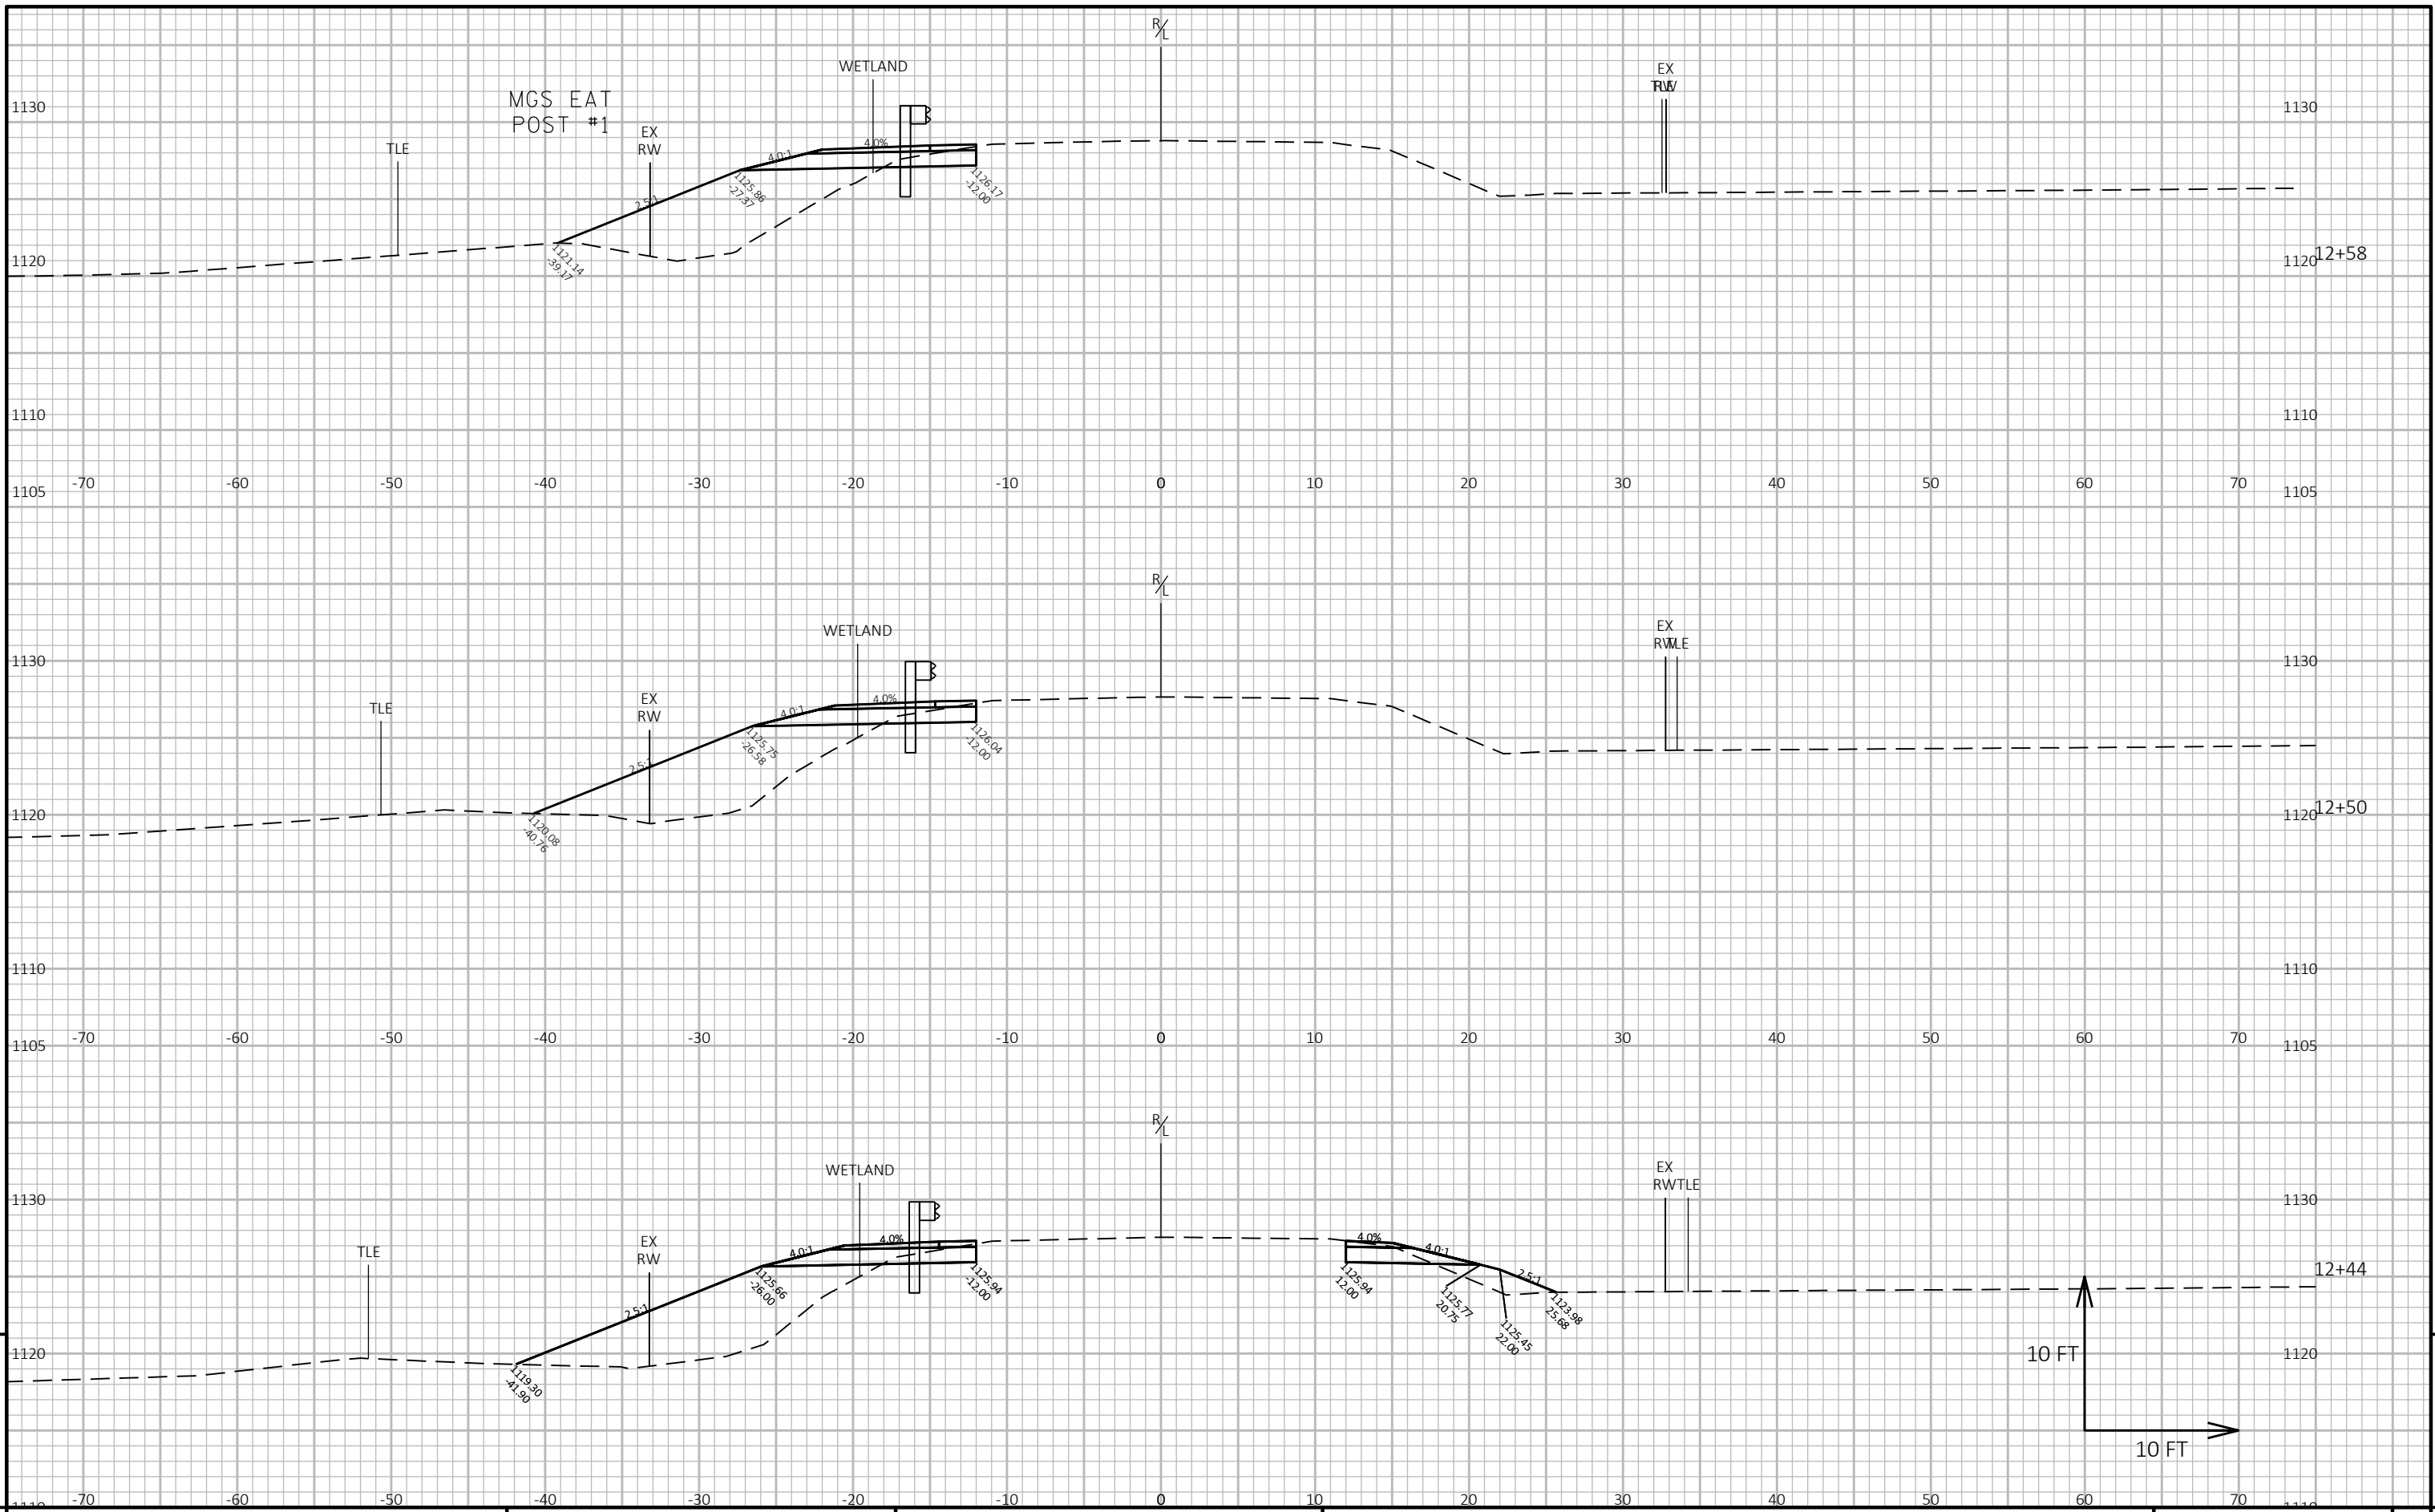 R/L
WETLAND
EX
TLE
RW
MGS EAT
POST #1
1130
1130
EX
RW
TLE
4.0%
4.0:1
1125.86
-27.37
1126.17
-12.00
2.5:1
1121.14
-39.17
1120
1120
12+58
1110
1110
-70 -60 -50 -40 -30 -20 -10 0 10 20 30 40 50 60 70
1105
1105
R/L
WETLAND
EX
RW
TLE
1130
1130
EX
RW
TLE
4.0%
4.0:1
1125.75
-26.58
1126.04
-12.00
2.5:1
1120.08
-40.76
1120
1120
12+50
1110
1110
-70 -60 -50 -40 -30 -20 -10 0 10 20 30 40 50 60 70
1105
1105
R/L
WETLAND
EX
RW
TLE
1130
1130
EX
RW
TLE
4.0%
4.0:1
4.0%
4.0:1
1125.66
-26.00
1125.94
-12.00
1125.94
12.00
2.5:1
1125.77
20.75
1125.45
22.00
1123.98
25.68
12+44
2.5:1
1119.30
-41.90
1120
1120
10 FT
10 FT
-70 -60 -50 -40 -30 -20 -10 0 10 20 30 40 50 60 70
1110
1110